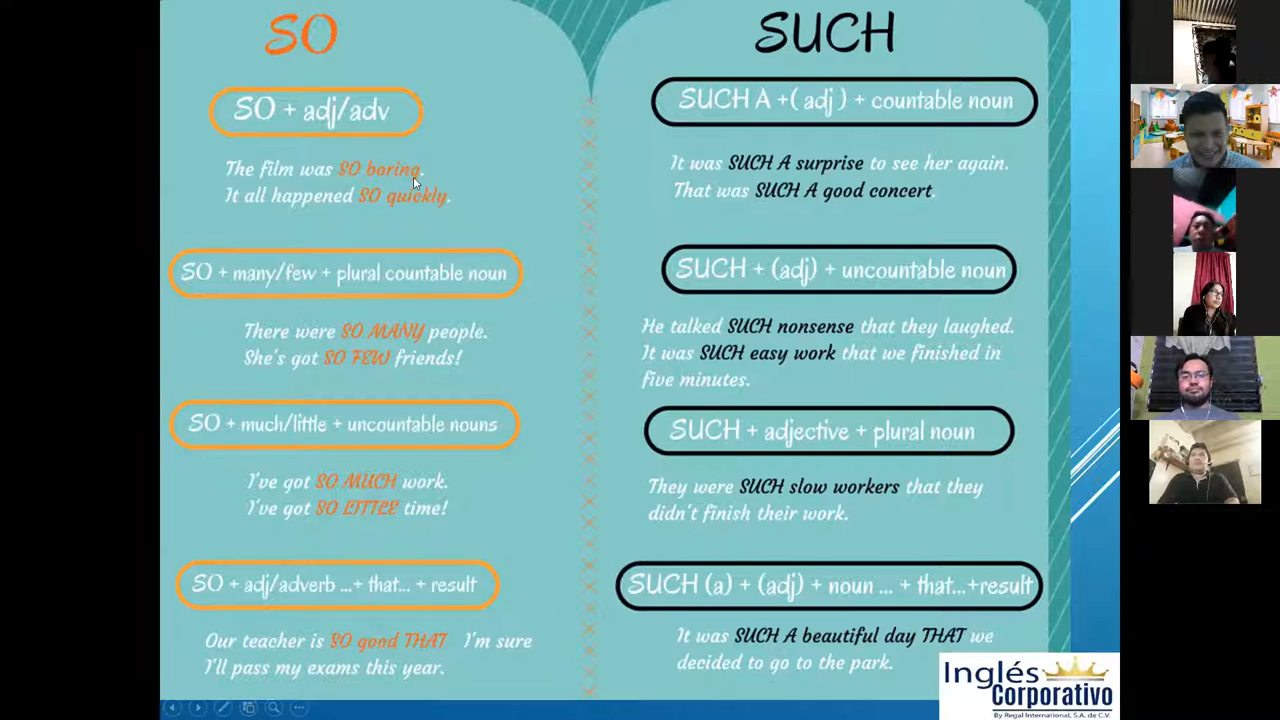 SO
SO + adj/adv
The film was SO boring.
It all happened SO quickly.
SO + many/few + plural countable noun
There were SO MANY people.
She's got SO FEW friends!
SO + much/little + uncountable nouns
I've got SO MUCH work.
I've got SO LITTLE time!
SO + adj/adverb ...+ that... + result
Our teacher is SO good THAT I'm sure
I'll pass my exams this year.
SUCH
SUCH A +( adj ) + countable noun
It was SUCH A surprise to see her again.
That was SUCH A good concert.
SUCH + (adj) + uncountable noun
He talked SUCH nonsense that they laughed.
It was SUCH easy work that we finished in
five minutes.
SUCH + adjective + plural noun
They were SUCH slow workers that they
didn't finish their work.
SUCH (a) + (adj) + noun ... + that...+result
It was SUCH A beautiful day THAT we
decided to go to the park.
Inglés
Corporativo
By Regal International, S.A. de C.V.